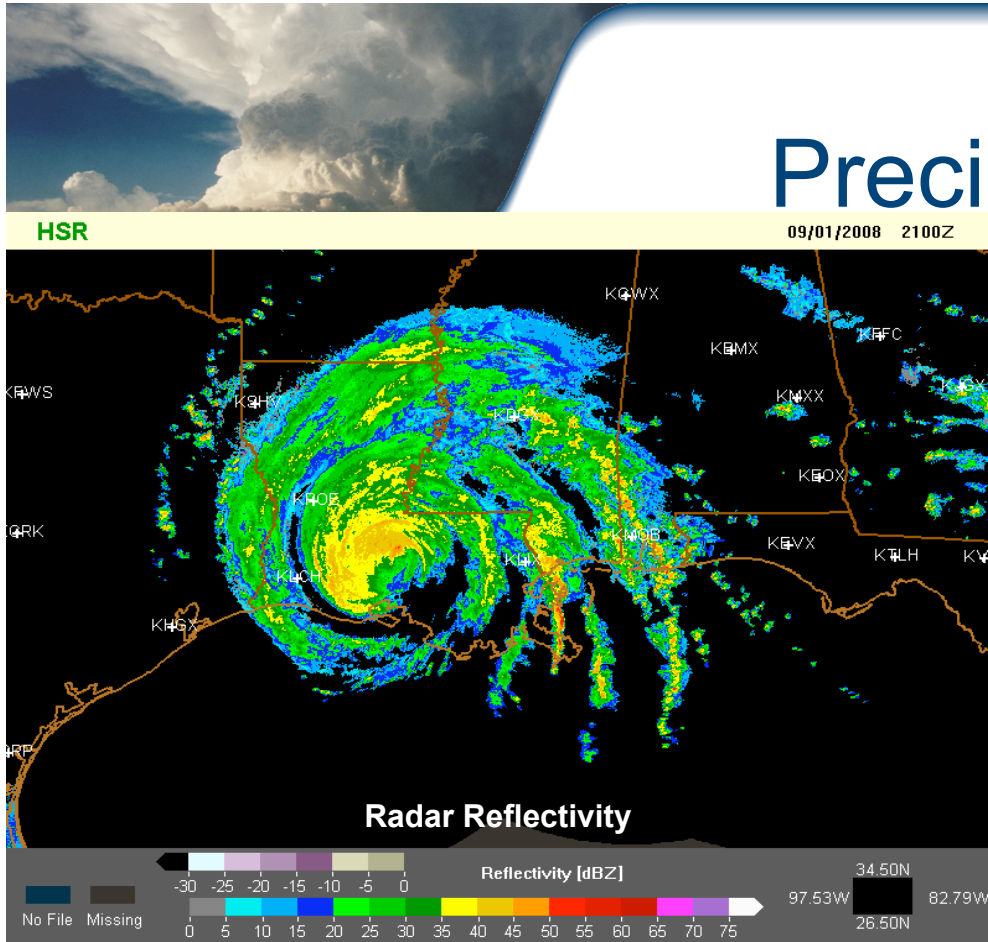 Preci
HSR 09/01/2008 2100Z
KGWX
KFFC
KBMX
KFWS
KSHV
KMXX
KJGX
KDGX
KEOX
KPOE
GRK
KMOB
KEVX
KTLH
KLIX
KLCH
KHGX
Radar Reflectivity
Reflectivity [dBZ]
-30 -25 -20 -15 -10 -5 0
No File Missing
0 5 10 15 20 25 30 35 40 45 50 55 60 65 70 75
34.50N
97.53W 82.79W
26.50N